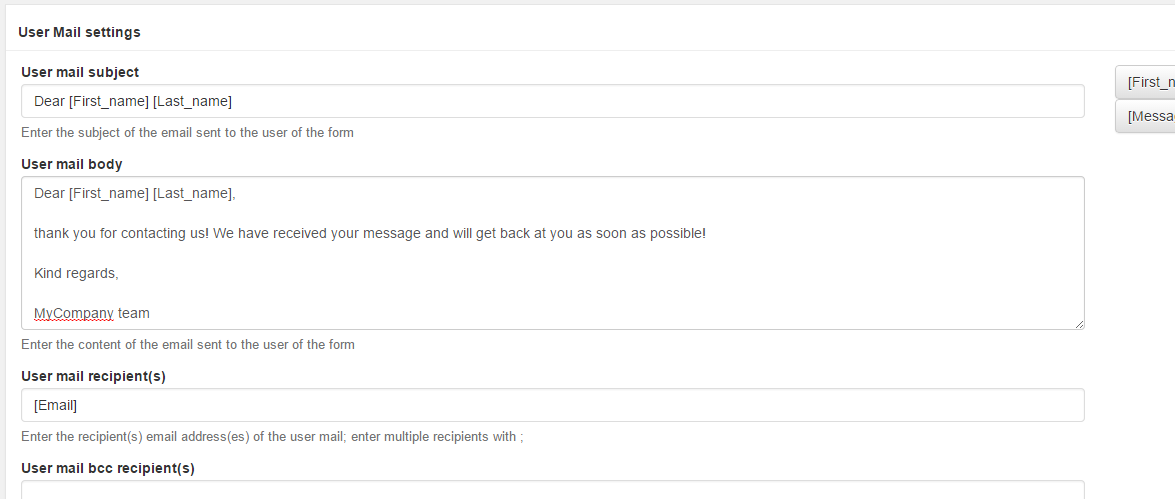 User Mail settings
User mail subject
Dear [First_name] [Last_name]
[First_n
Enter the subject of the email sent to the user of the form
[Messa
User mail body
Dear [First_name] [Last_name],
thank you for contacting us! We have received your message and will get back at you as soon as possible!
Kind regards,
MyCompany team
Enter the content of the email sent to the user of the form
User mail recipient(s)
[Email]
Enter the recipient(s) email address(es) of the user mail; enter multiple recipients with ;
User mail bcc recipient(s)